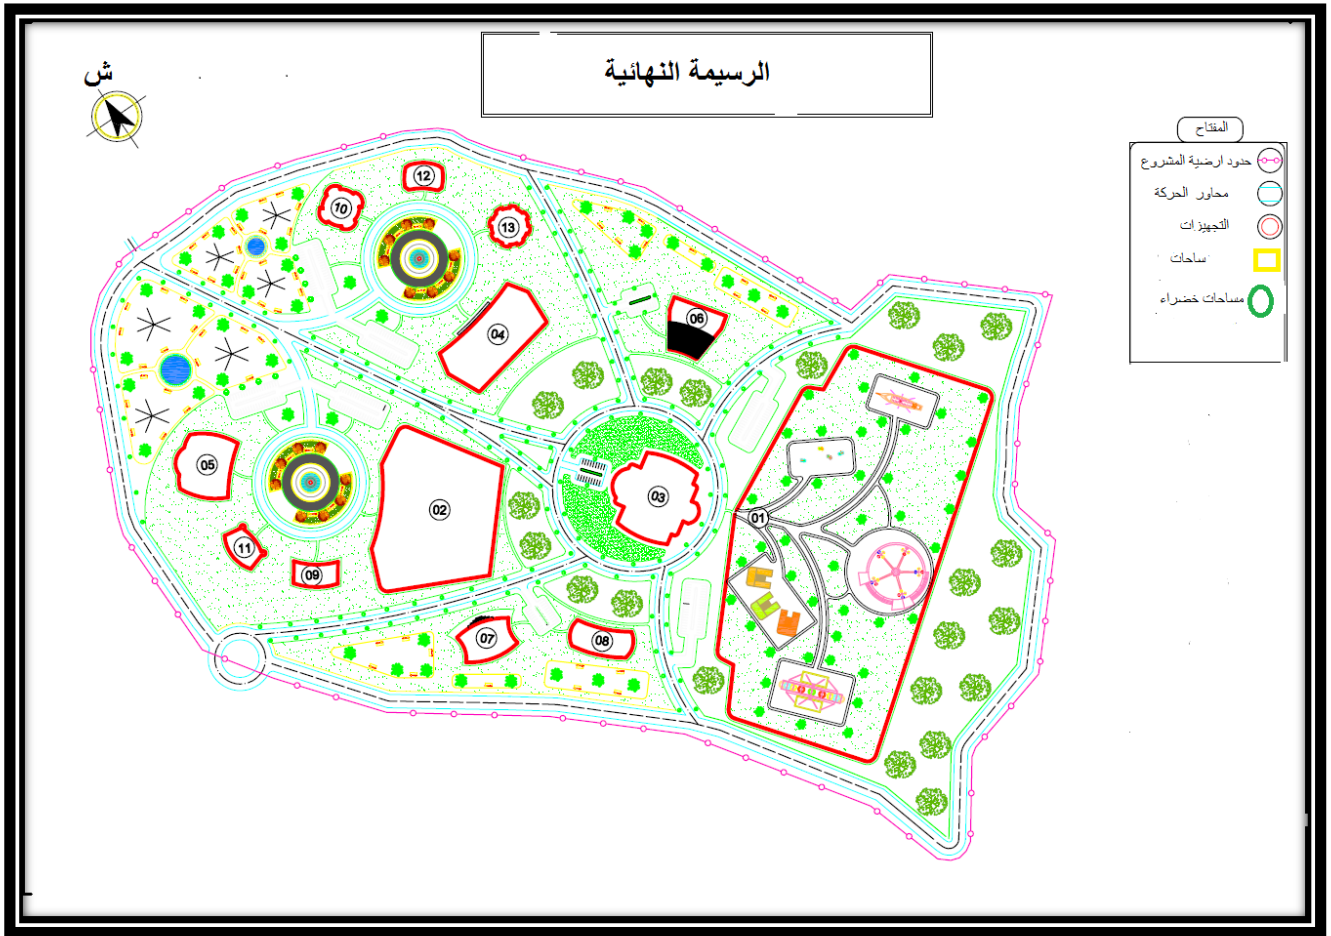 الرسيمة النهائية
ش
المفتاح
حدود ارضية المشروع
محاور الحركة
التجهيزات
ساحات
مساحات خضراء
12
10
13
04
06
05
02
03
01
11
09
07
08